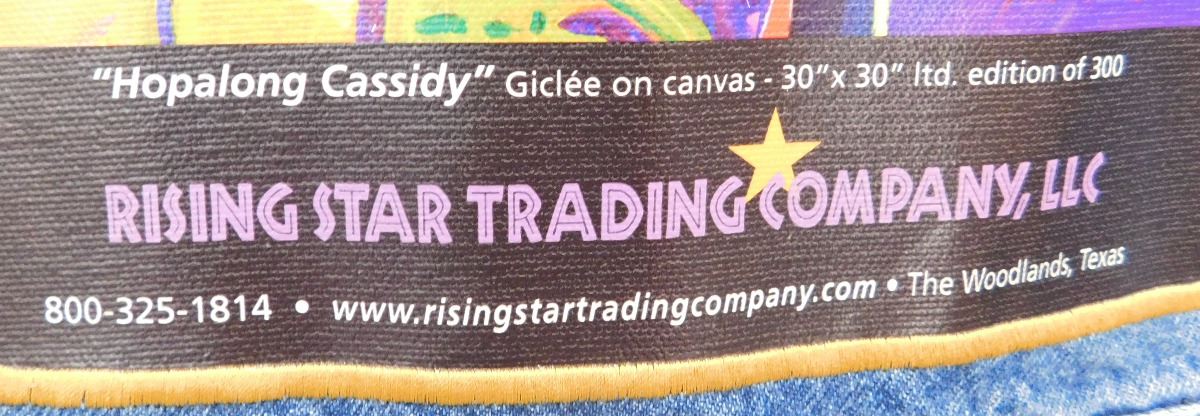 "Hopalong Cassidy" Giclée on canvas - 30"x 30" ltd. edition of 300
RISING STAR TRADING COMPANY, LLC
800-325-1814 • www.risingstartradingcompany.com • The Woodlands, Texas